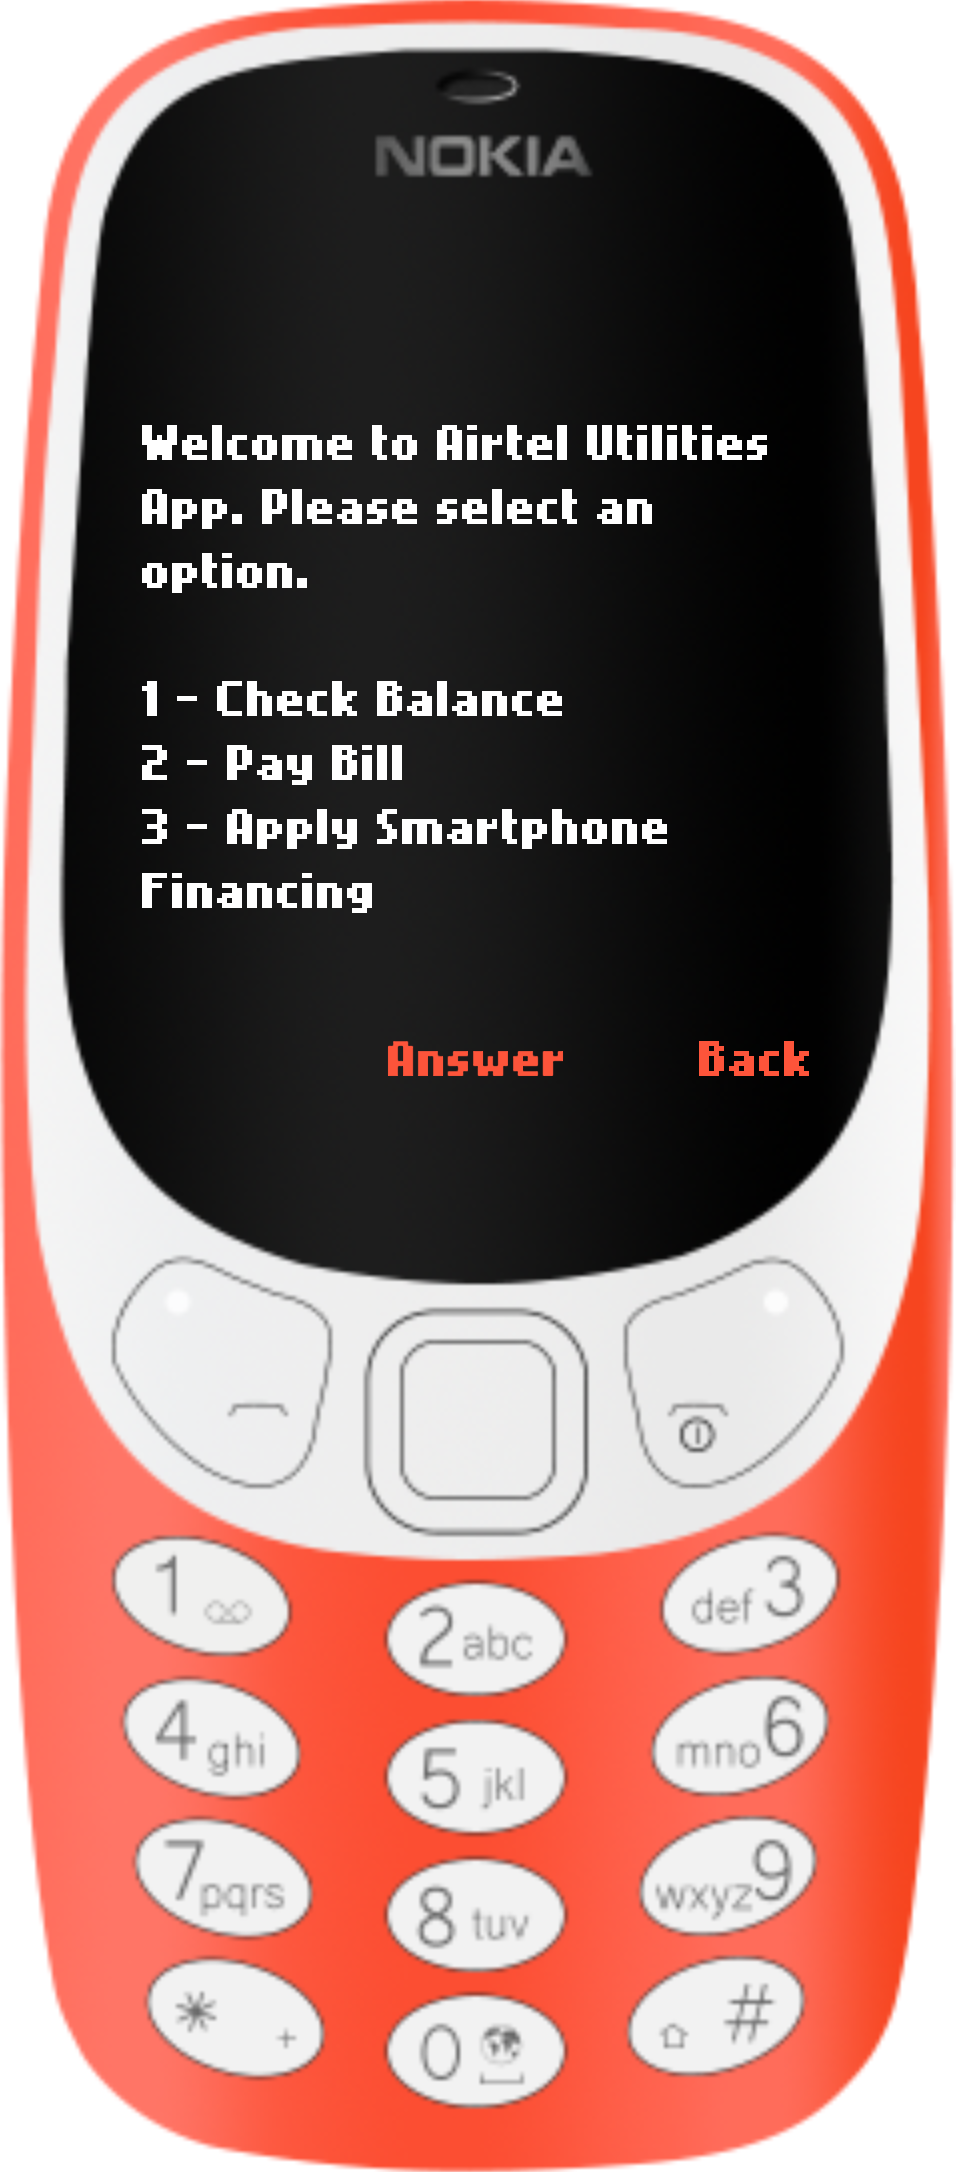 NOKIA
Welcome to Airtel Utilities
App. Please select an
option.
1 - Check Balance
2 - Pay Bill
3 - Apply Smartphone
Financing
Answer Back
1
2 abc
def 3
4 ghi
5 jkl
mno 6
7 pqrs
8 tuv
wxyz 9
* +
0
#